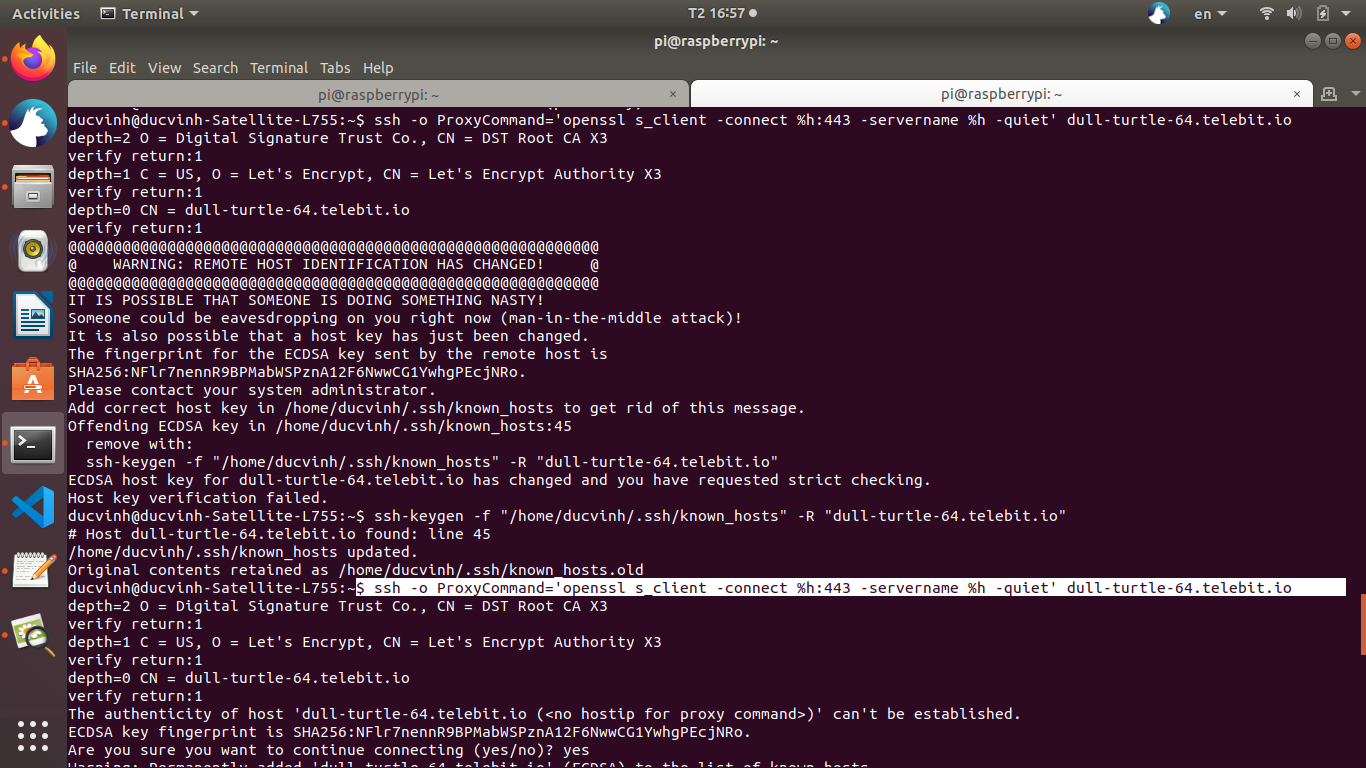 Activities Terminal T2 16:57 en
pi@raspberrypi: ~
File Edit View Search Terminal Tabs Help
pi@raspberrypi: ~ × pi@raspberrypi: ~ ×
ducvinh@ducvinh-Satellite-L755:~$ ssh -o ProxyCommand='openssl s_client -connect %h:443 -servername %h -quiet' dull-turtle-64.telebit.io
depth=2 O = Digital Signature Trust Co., CN = DST Root CA X3
verify return:1
depth=1 C = US, O = Let's Encrypt, CN = Let's Encrypt Authority X3
verify return:1
depth=0 CN = dull-turtle-64.telebit.io
verify return:1
@@@@@@@@@@@@@@@@@@@@@@@@@@@@@@@@@@@@@@@@@@@@@@@@@@@@@@@@@@@
@    WARNING: REMOTE HOST IDENTIFICATION HAS CHANGED!     @
@@@@@@@@@@@@@@@@@@@@@@@@@@@@@@@@@@@@@@@@@@@@@@@@@@@@@@@@@@@
IT IS POSSIBLE THAT SOMEONE IS DOING SOMETHING NASTY!
Someone could be eavesdropping on you right now (man-in-the-middle attack)!
It is also possible that a host key has just been changed.
The fingerprint for the ECDSA key sent by the remote host is
SHA256:NFlr7nennR9BPMabWSPznA12F6NwwCG1YwhgPEcjNRo.
Please contact your system administrator.
Add correct host key in /home/ducvinh/.ssh/known_hosts to get rid of this message.
Offending ECDSA key in /home/ducvinh/.ssh/known_hosts:45
  remove with:
  ssh-keygen -f "/home/ducvinh/.ssh/known_hosts" -R "dull-turtle-64.telebit.io"
ECDSA host key for dull-turtle-64.telebit.io has changed and you have requested strict checking.
Host key verification failed.
ducvinh@ducvinh-Satellite-L755:~$ ssh-keygen -f "/home/ducvinh/.ssh/known_hosts" -R "dull-turtle-64.telebit.io"
# Host dull-turtle-64.telebit.io found: line 45
/home/ducvinh/.ssh/known_hosts updated.
Original contents retained as /home/ducvinh/.ssh/known_hosts.old
ducvinh@ducvinh-Satellite-L755:~$ ssh -o ProxyCommand='openssl s_client -connect %h:443 -servername %h -quiet' dull-turtle-64.telebit.io
depth=2 O = Digital Signature Trust Co., CN = DST Root CA X3
verify return:1
depth=1 C = US, O = Let's Encrypt, CN = Let's Encrypt Authority X3
verify return:1
depth=0 CN = dull-turtle-64.telebit.io
verify return:1
The authenticity of host 'dull-turtle-64.telebit.io (<no hostip for proxy command>)' can't be established.
ECDSA key fingerprint is SHA256:NFlr7nennR9BPMabWSPznA12F6NwwCG1YwhgPEcjNRo.
Are you sure you want to continue connecting (yes/no)? yes
Warning: Permanently added 'dull-turtle-64.telebit.io' (ECDSA) to the list of known hosts.